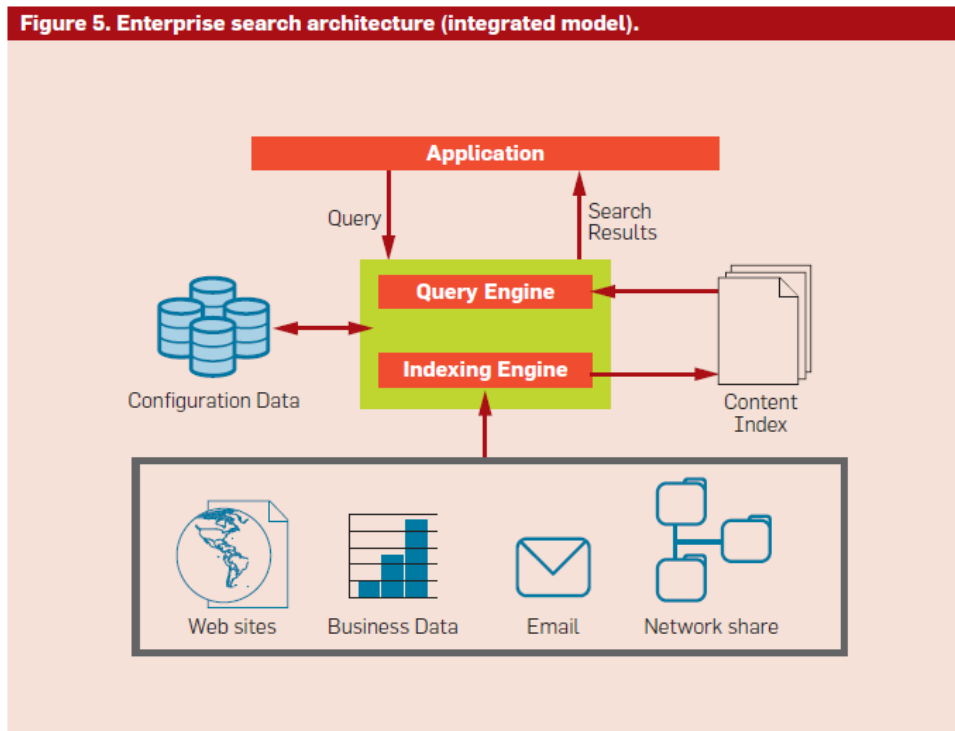 Figure 5. Enterprise search architecture (integrated model).
Application
Query
Search
Results
Query Engine
Indexing Engine
Configuration Data
Content
Index
Web sites
Business Data
Email
Network share